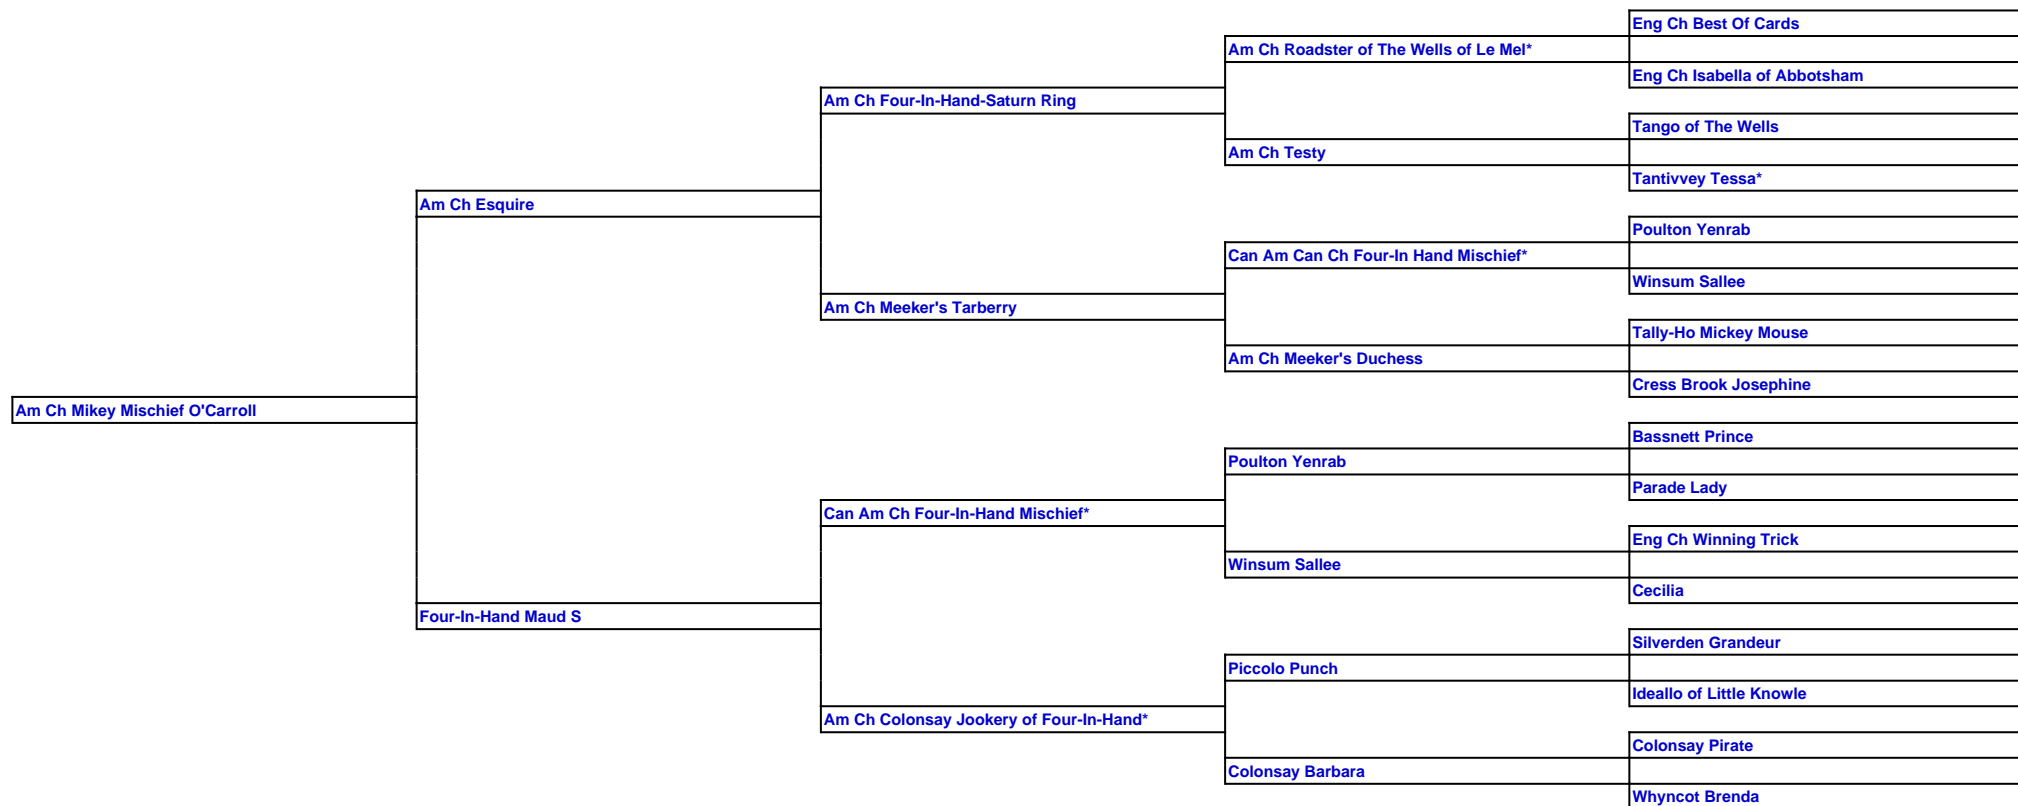 Eng Ch Best Of Cards
Am Ch Roadster of The Wells of Le Mel*
Eng Ch Isabella of Abbotsham
Am Ch Four-In-Hand-Saturn Ring
Tango of The Wells
Am Ch Testy
Tantivvey Tessa*
Am Ch Esquire
Poulton Yenrab
Can Am Can Ch Four-In Hand Mischief*
Winsum Sallee
Am Ch Meeker's Tarberry
Tally-Ho Mickey Mouse
Am Ch Meeker's Duchess
Cress Brook Josephine
Am Ch Mikey Mischief O'Carroll
Bassnett Prince
Poulton Yenrab
Parade Lady
Can Am Ch Four-In-Hand Mischief*
Eng Ch Winning Trick
Winsum Sallee
Cecilia
Four-In-Hand Maud S
Silverden Grandeur
Piccolo Punch
Ideallo of Little Knowle
Am Ch Colonsay Jookery of Four-In-Hand*
Colonsay Pirate
Colonsay Barbara
Whyncot Brenda